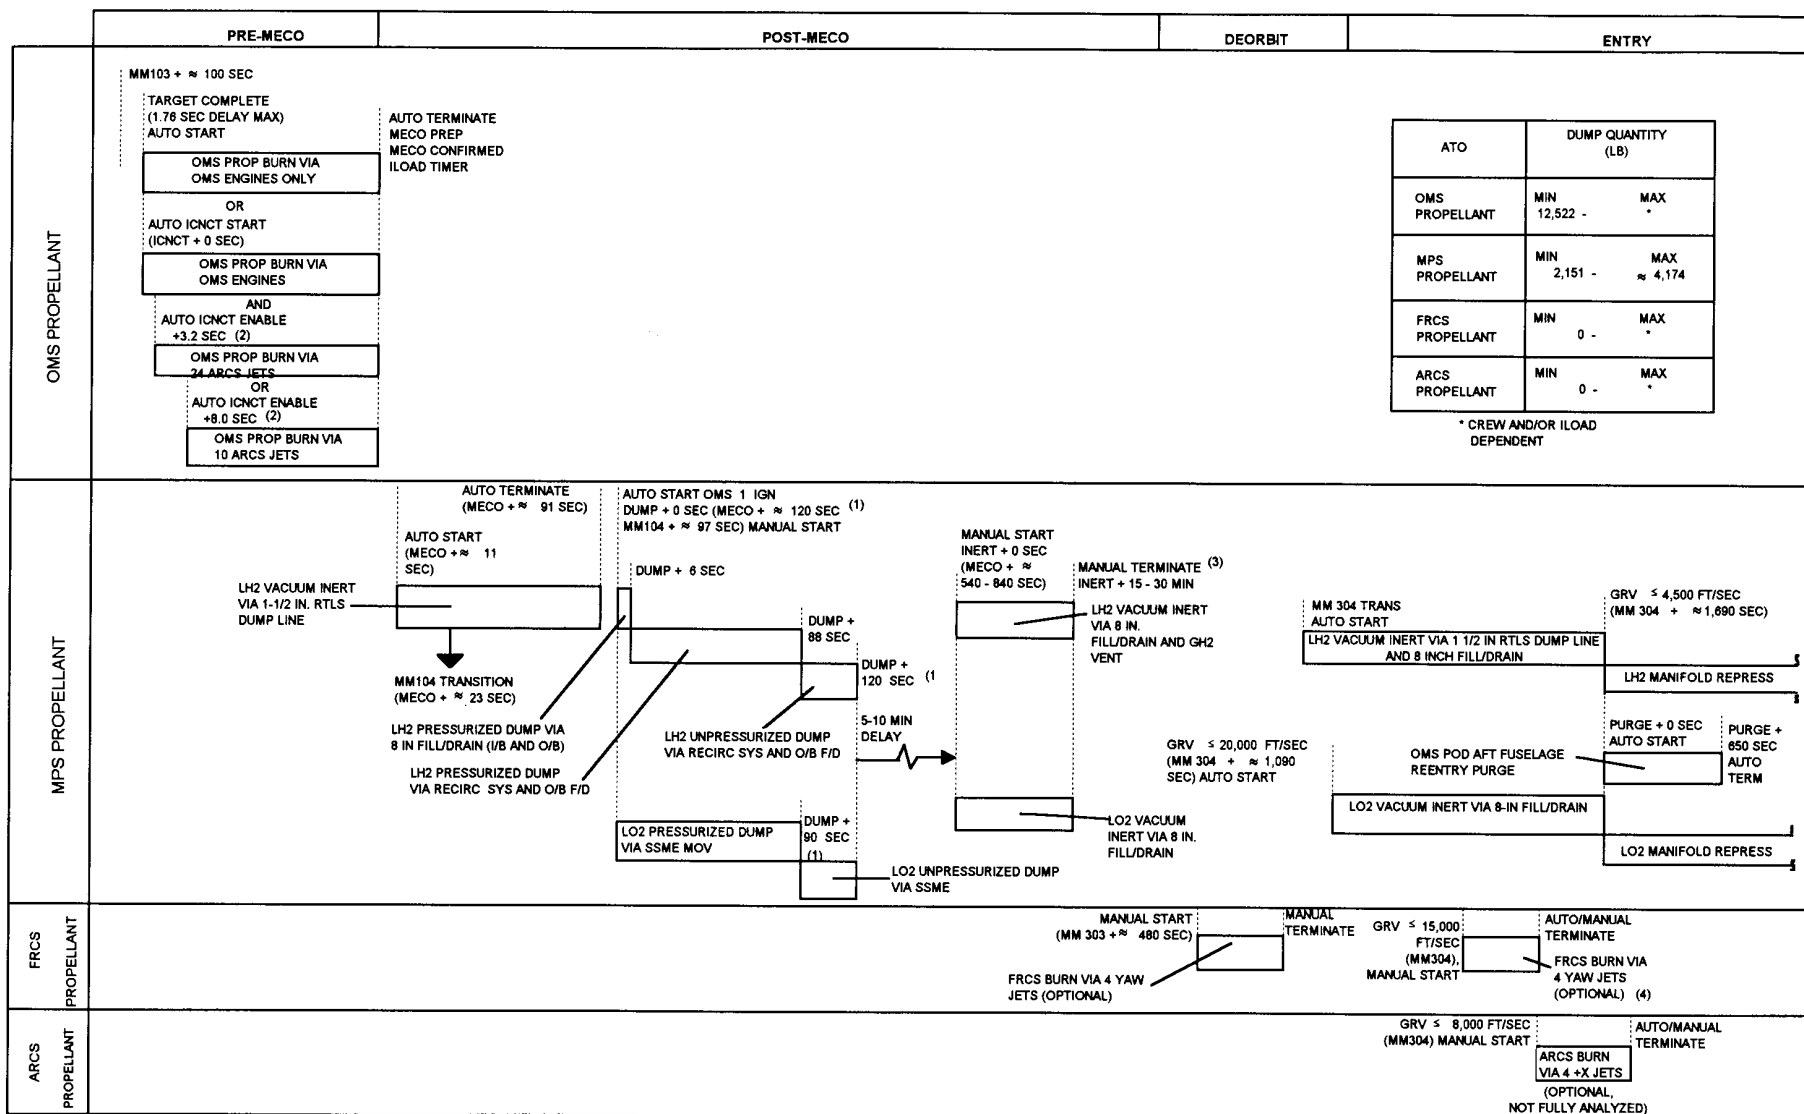 PRE-MECO
POST-MECO
DEORBIT
ENTRY
OMS PROPELLANT
MM103 + ≈ 100 SEC
TARGET COMPLETE
(1.76 SEC DELAY MAX)
AUTO START
AUTO TERMINATE
MECO PREP
MECO CONFIRMED
ILOAD TIMER
OMS PROP BURN VIA
OMS ENGINES ONLY
OR
AUTO ICNCT START
(ICNCT + 0 SEC)
OMS PROP BURN VIA
OMS ENGINES
AND
AUTO ICNCT ENABLE
+3.2 SEC (2)
OMS PROP BURN VIA
24 ARCS JETS
OR
AUTO ICNCT ENABLE
+8.0 SEC (2)
OMS PROP BURN VIA
10 ARCS JETS
ATO
DUMP QUANTITY
(LB)
OMS
PROPELLANT
MIN MAX
12,522 - *
MPS
PROPELLANT
MIN MAX
2,151 - ≈ 4,174
FRCS
PROPELLANT
MIN MAX
0 - *
ARCS
PROPELLANT
MIN MAX
0 - *
* CREW AND/OR ILOAD
DEPENDENT
MPS PROPELLANT
AUTO TERMINATE
(MECO + ≈ 91 SEC)
AUTO START
(MECO + ≈ 11
SEC)
LH2 VACUUM INERT
VIA 1-1/2 IN. RTLS
DUMP LINE
MM104 TRANSITION
(MECO + ≈ 23 SEC)
AUTO START OMS 1 IGN
DUMP + 0 SEC (MECO + ≈ 120 SEC (1)
MM104 + ≈ 97 SEC) MANUAL START
DUMP + 6 SEC
DUMP +
88 SEC
DUMP +
120 SEC (1
LH2 PRESSURIZED DUMP VIA
8 IN FILL/DRAIN (I/B AND O/B)
LH2 PRESSURIZED DUMP
VIA RECIRC SYS AND O/B F/D
LH2 UNPRESSURIZED DUMP
VIA RECIRC SYS AND O/B F/D
5-10 MIN
DELAY
LO2 PRESSURIZED DUMP
VIA SSME MOV
DUMP +
90 SEC
(1)
LO2 UNPRESSURIZED DUMP
VIA SSME
MANUAL START
INERT + 0 SEC
(MECO + ≈
540 - 840 SEC)
MANUAL TERMINATE (3)
INERT + 15 - 30 MIN
LH2 VACUUM INERT
VIA 8 IN.
FILL/DRAIN AND GH2
VENT
LO2 VACUUM
INERT VIA 8 IN.
FILL/DRAIN
MM 304 TRANS
AUTO START
GRV ≤ 4,500 FT/SEC
(MM 304 + ≈ 1,690 SEC)
LH2 VACUUM INERT VIA 1 1/2 IN RTLS DUMP LINE
AND 8 INCH FILL/DRAIN
LH2 MANIFOLD REPRESS
GRV ≤ 20,000 FT/SEC
(MM 304 + ≈ 1,090
SEC) AUTO START
PURGE + 0 SEC
AUTO START
PURGE +
650 SEC
AUTO
TERM
OMS POD AFT FUSELAGE
REENTRY PURGE
LO2 VACUUM INERT VIA 8-IN FILL/DRAIN
LO2 MANIFOLD REPRESS
FRCS
PROPELLANT
MANUAL START
(MM 303 + ≈ 480 SEC)
MANUAL
TERMINATE
FRCS BURN VIA 4 YAW
JETS (OPTIONAL)
GRV ≤ 15,000
FT/SEC
(MM304),
MANUAL START
AUTO/MANUAL
TERMINATE
FRCS BURN VIA
4 YAW JETS
(OPTIONAL) (4)
ARCS
PROPELLANT
GRV ≤ 8,000 FT/SEC
(MM304) MANUAL START
AUTO/MANUAL
TERMINATE
ARCS BURN
VIA 4 +X JETS
(OPTIONAL,
NOT FULLY ANALYZED)